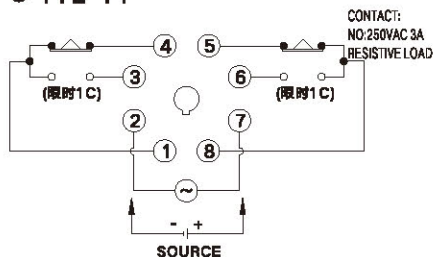 CONTACT:
NO:250VAC 3A
RESISTIVE LOAD
4
5
3
6
(限时1C)
(限时1C)
2
7
1
8
~
- +
SOURCE